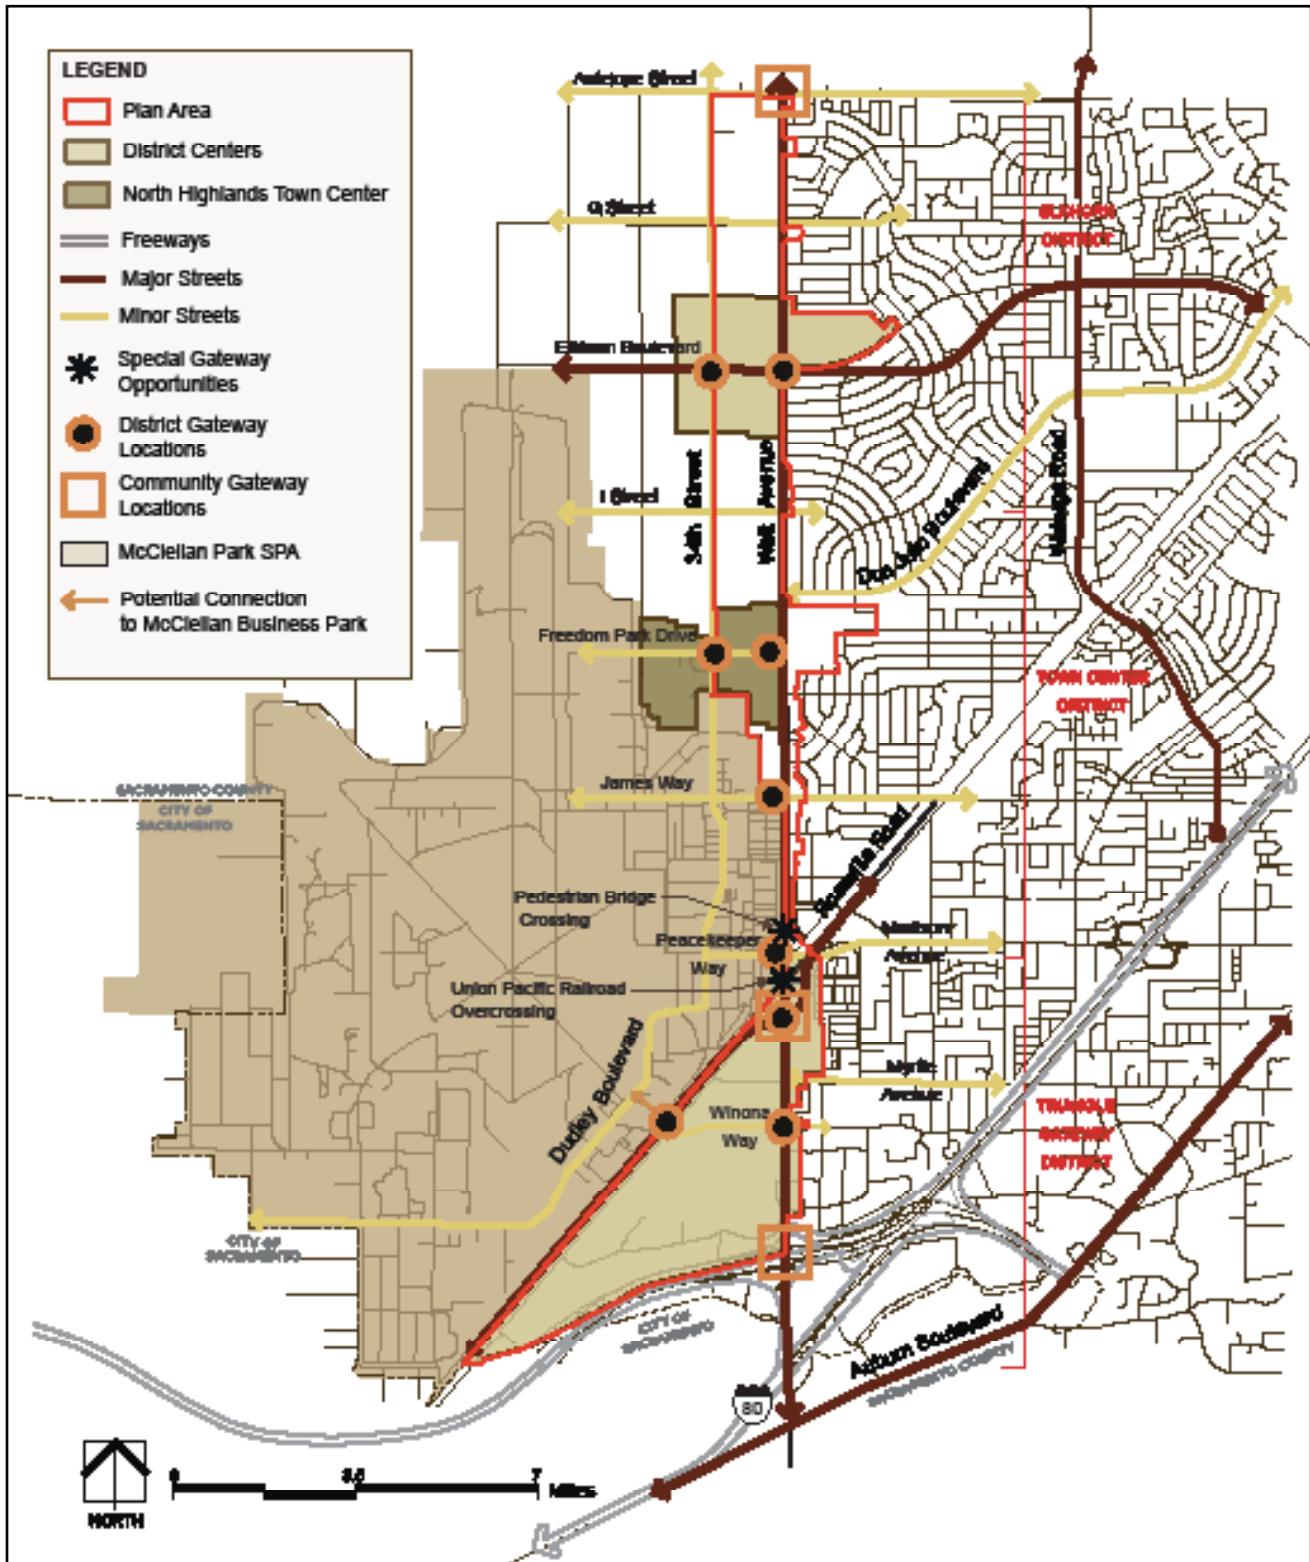 LEGEND
Plan Area
District Centers
North Highlands Town Center
Freeways
Major Streets
Minor Streets
Special Gateway
Opportunities
District Gateway
Locations
Community Gateway
Locations
McClellan Park SPA
Potential Connection
to McClellan Business Park
Antelope Street
Q Street
ELKHORN
DISTRICT
Elkhorn Boulevard
34th Street
Watt Avenue
I Street
Don Julio Boulevard
Walerga Road
Freedom Park Drive
TOWN CENTER
DISTRICT
James Way
SACRAMENTO COUNTY
CITY OF
SACRAMENTO
Roseville Road
Pedestrian Bridge
Crossing
Peacekeeper
Way
Avenue
Union Pacific Railroad
Overcrossing
Dudley Boulevard
Myrtle
Avenue
Winona
Way
TRIANGLE
GATEWAY
DISTRICT
CITY OF
SACRAMENTO
CITY OF
SACRAMENTO
Auburn Boulevard
SACRAMENTO COUNTY
80
0 3.5 7
Miles
NORTH